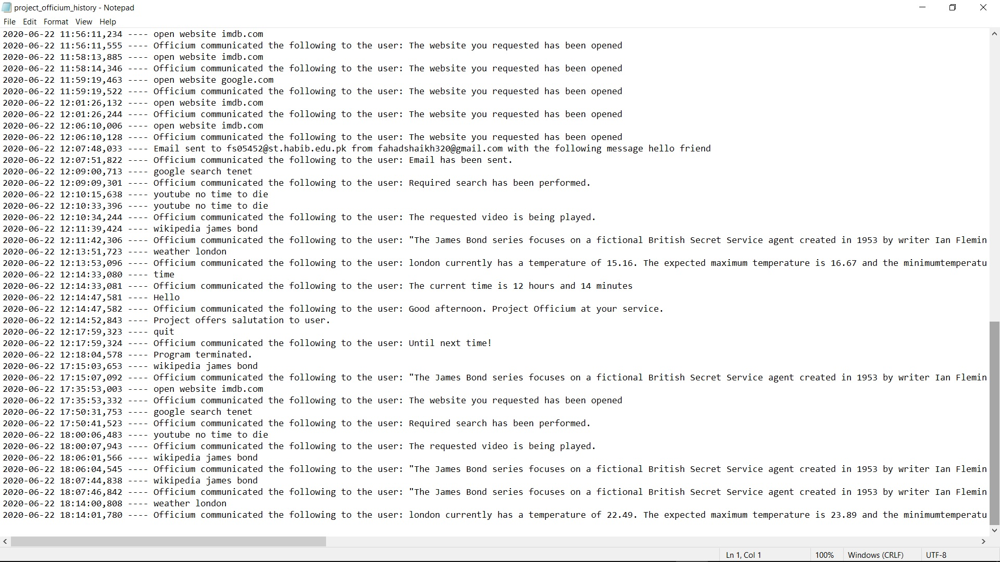 project_officium_history - Notepad
File Edit Format View Help
2020-06-22 11:56:11,234 ---- open website imdb.com
2020-06-22 11:56:11,555 ---- Officium communicated the following to the user: The website you requested has been opened
2020-06-22 11:58:13,885 ---- open website imdb.com
2020-06-22 11:58:14,346 ---- Officium communicated the following to the user: The website you requested has been opened
2020-06-22 11:59:19,463 ---- open website google.com
2020-06-22 11:59:19,522 ---- Officium communicated the following to the user: The website you requested has been opened
2020-06-22 12:01:26,132 ---- open website imdb.com
2020-06-22 12:01:26,244 ---- Officium communicated the following to the user: The website you requested has been opened
2020-06-22 12:06:10,006 ---- open website imdb.com
2020-06-22 12:06:10,128 ---- Officium communicated the following to the user: The website you requested has been opened
2020-06-22 12:07:48,033 ---- Email sent to fs05452@st.habib.edu.pk from fahadshaikh320@gmail.com with the following message hello friend
2020-06-22 12:07:51,822 ---- Officium communicated the following to the user: Email has been sent.
2020-06-22 12:09:00,713 ---- google search tenet
2020-06-22 12:09:09,301 ---- Officium communicated the following to the user: Required search has been performed.
2020-06-22 12:10:15,638 ---- youtube no time to die
2020-06-22 12:10:33,396 ---- youtube no time to die
2020-06-22 12:10:34,244 ---- Officium communicated the following to the user: The requested video is being played.
2020-06-22 12:11:39,424 ---- wikipedia james bond
2020-06-22 12:11:42,306 ---- Officium communicated the following to the user: "The James Bond series focuses on a fictional British Secret Service agent created in 1953 by writer Ian Flemin
2020-06-22 12:13:51,723 ---- weather london
2020-06-22 12:13:53,096 ---- Officium communicated the following to the user: london currently has a temperature of 15.16. The expected maximum temperature is 16.67 and the minimumtemperatu
2020-06-22 12:14:33,080 ---- time
2020-06-22 12:14:33,081 ---- Officium communicated the following to the user: The current time is 12 hours and 14 minutes
2020-06-22 12:14:47,581 ---- Hello
2020-06-22 12:14:47,582 ---- Officium communicated the following to the user: Good afternoon. Project Officium at your service.
2020-06-22 12:14:52,843 ---- Project offers salutation to user.
2020-06-22 12:17:59,323 ---- quit
2020-06-22 12:17:59,324 ---- Officium communicated the following to the user: Until next time!
2020-06-22 12:18:04,578 ---- Program terminated.
2020-06-22 17:15:03,653 ---- wikipedia james bond
2020-06-22 17:15:07,092 ---- Officium communicated the following to the user: "The James Bond series focuses on a fictional British Secret Service agent created in 1953 by writer Ian Flemin
2020-06-22 17:35:53,003 ---- open website imdb.com
2020-06-22 17:35:53,332 ---- Officium communicated the following to the user: The website you requested has been opened
2020-06-22 17:50:31,753 ---- google search tenet
2020-06-22 17:50:41,523 ---- Officium communicated the following to the user: Required search has been performed.
2020-06-22 18:00:06,483 ---- youtube no time to die
2020-06-22 18:00:07,943 ---- Officium communicated the following to the user: The requested video is being played.
2020-06-22 18:06:01,566 ---- wikipedia james bond
2020-06-22 18:06:04,545 ---- Officium communicated the following to the user: "The James Bond series focuses on a fictional British Secret Service agent created in 1953 by writer Ian Flemin
2020-06-22 18:07:44,838 ---- wikipedia james bond
2020-06-22 18:07:46,842 ---- Officium communicated the following to the user: "The James Bond series focuses on a fictional British Secret Service agent created in 1953 by writer Ian Flemin
2020-06-22 18:14:00,808 ---- weather london
2020-06-22 18:14:01,780 ---- Officium communicated the following to the user: london currently has a temperature of 22.49. The expected maximum temperature is 23.89 and the minimumtemperatu
Ln 1, Col 1 100% Windows (CRLF) UTF-8